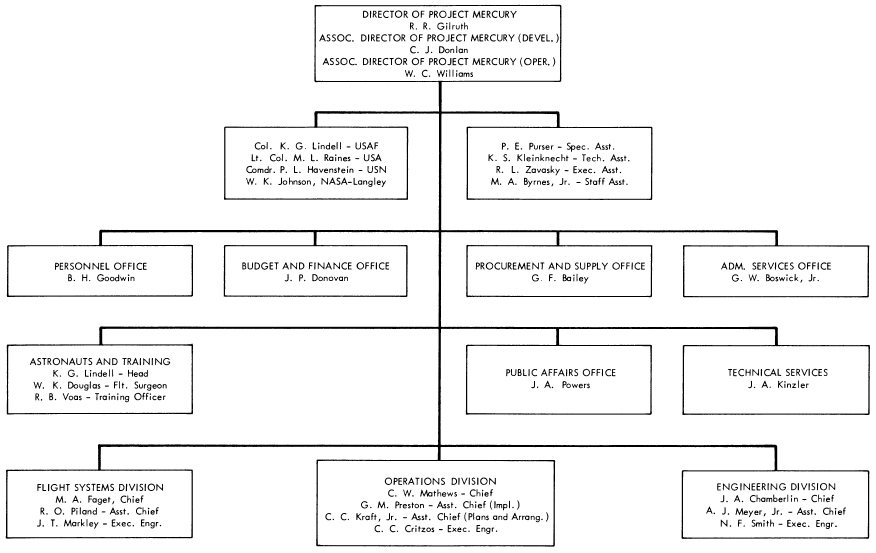 DIRECTOR OF PROJECT MERCURY
R. R. Gilruth
ASSOC. DIRECTOR OF PROJECT MERCURY (DEVEL.)
C. J. Donlan
ASSOC. DIRECTOR OF PROJECT MERCURY (OPER.)
W. C. Williams
Col. K. G. Lindell - USAF
Lt. Col. M. L. Raines - USA
Comdr. P. L. Havenstein - USN
W. K. Johnson, NASA-Langley
P. E. Purser - Spec. Asst.
K. S. Kleinknecht - Tech. Asst.
R. L. Zavasky - Exec. Asst.
M. A. Byrnes, Jr. - Staff Asst.
PERSONNEL OFFICE
B. H. Goodwin
BUDGET AND FINANCE OFFICE
J. P. Donovan
PROCUREMENT AND SUPPLY OFFICE
G. F. Bailey
ADM. SERVICES OFFICE
G. W. Boswick, Jr.
ASTRONAUTS AND TRAINING
K. G. Lindell - Head
W. K. Douglas - Flt. Surgeon
R. B. Voas - Training Officer
PUBLIC AFFAIRS OFFICE
J. A. Powers
TECHNICAL SERVICES
J. A. Kinzler
FLIGHT SYSTEMS DIVISION
M. A. Faget, Chief
R. O. Piland - Asst. Chief
J. T. Markley - Exec. Engr.
OPERATIONS DIVISION
C. W. Mathews - Chief
G. M. Preston - Asst. Chief (Impl.)
C. C. Kraft, Jr. - Asst. Chief (Plans and Arrang.)
C. C. Critzos - Exec. Engr.
ENGINEERING DIVISION
J. A. Chamberlin - Chief
A. J. Meyer, Jr. - Asst. Chief
N. F. Smith - Exec. Engr.